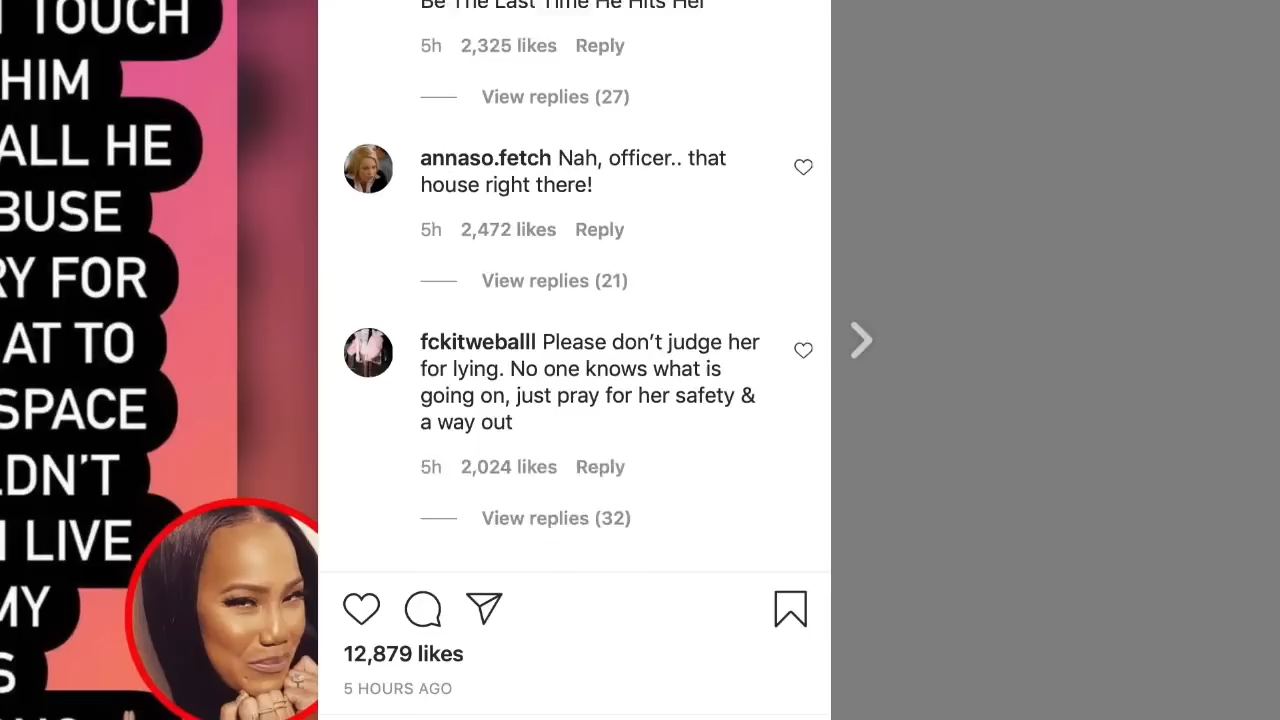 TOUCH
HIM
ALL HE
BUSE
RY FOR
AT TO
SPACE
LDN'T
LIVE
MY
S
Be The Last Time He Hits Her
5h 2,325 likes Reply
View replies (27)
annaso.fetch Nah, officer.. that
house right there!
5h 2,472 likes Reply
View replies (21)
fckitweballl Please don’t judge her
for lying. No one knows what is
going on, just pray for her safety &
a way out
5h 2,024 likes Reply
View replies (32)
12,879 likes
5 HOURS AGO